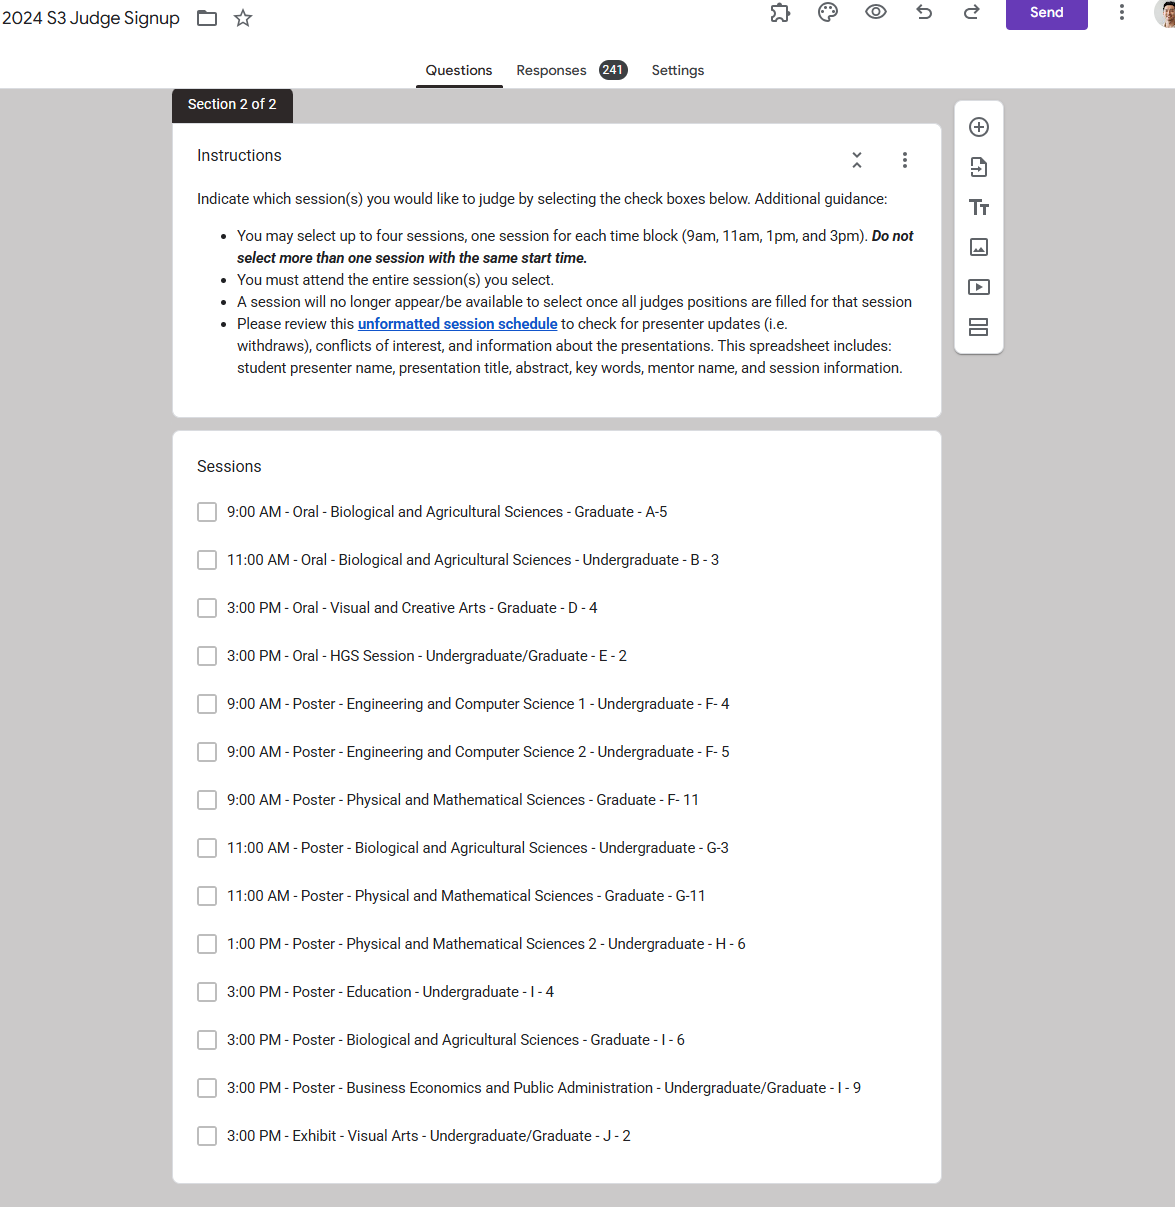 2024 S3 Judge Signup
Send
Questions
Responses 241
Settings
Section 2 of 2
Instructions
Indicate which session(s) you would like to judge by selecting the check boxes below. Additional guidance:
• You may select up to four sessions, one session for each time block (9am, 11am, 1pm, and 3pm). Do not
select more than one session with the same start time.
• You must attend the entire session(s) you select.
• A session will no longer appear/be available to select once all judges positions are filled for that session
• Please review this unformatted session schedule to check for presenter updates (i.e.
withdraws), conflicts of interest, and information about the presentations. This spreadsheet includes:
student presenter name, presentation title, abstract, key words, mentor name, and session information.
Tт
Sessions
9:00 AM - Oral - Biological and Agricultural Sciences - Graduate - A-5
11:00 AM - Oral - Biological and Agricultural Sciences - Undergraduate - B - 3
3:00 PM - Oral - Visual and Creative Arts - Graduate - D - 4
3:00 PM - Oral - HGS Session - Undergraduate/Graduate - E - 2
9:00 AM - Poster - Engineering and Computer Science 1 - Undergraduate - F- 4
9:00 AM - Poster - Engineering and Computer Science 2 - Undergraduate - F- 5
9:00 AM - Poster - Physical and Mathematical Sciences - Graduate - F- 11
11:00 AM - Poster - Biological and Agricultural Sciences - Undergraduate - G-3
11:00 AM - Poster - Physical and Mathematical Sciences - Graduate - G-11
1:00 PM - Poster - Physical and Mathematical Sciences 2 - Undergraduate - H - 6
3:00 PM - Poster - Education - Undergraduate - I - 4
3:00 PM - Poster - Biological and Agricultural Sciences - Graduate - I - 6
3:00 PM - Poster - Business Economics and Public Administration - Undergraduate/Graduate - I - 9
3:00 PM - Exhibit - Visual Arts - Undergraduate/Graduate - J - 2